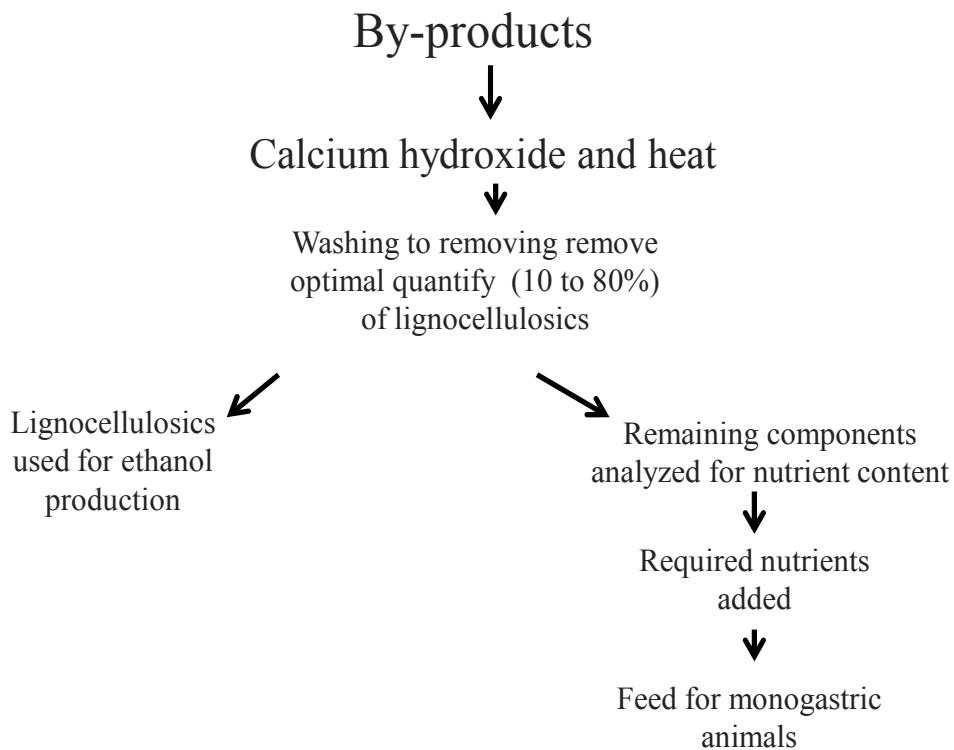 By-products
Calcium hydroxide and heat
Washing to removing remove
optimal quantify (10 to 80%)
of lignocellulosics
Lignocellulosics
used for ethanol
production
Remaining components
analyzed for nutrient content
Required nutrients
added
Feed for monogastric
animals